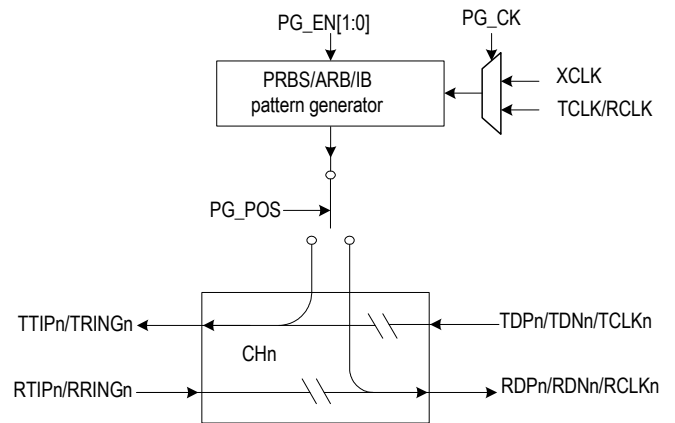 PG_EN[1:0]
PG_CK
PRBS/ARB/IB
pattern generator
XCLK
TCLK/RCLK
PG_POS
TTIPn/TRINGn
TDPn/TDNn/TCLKn
CHn
RTIPn/RRINGn
RDPn/RDNn/RCLKn